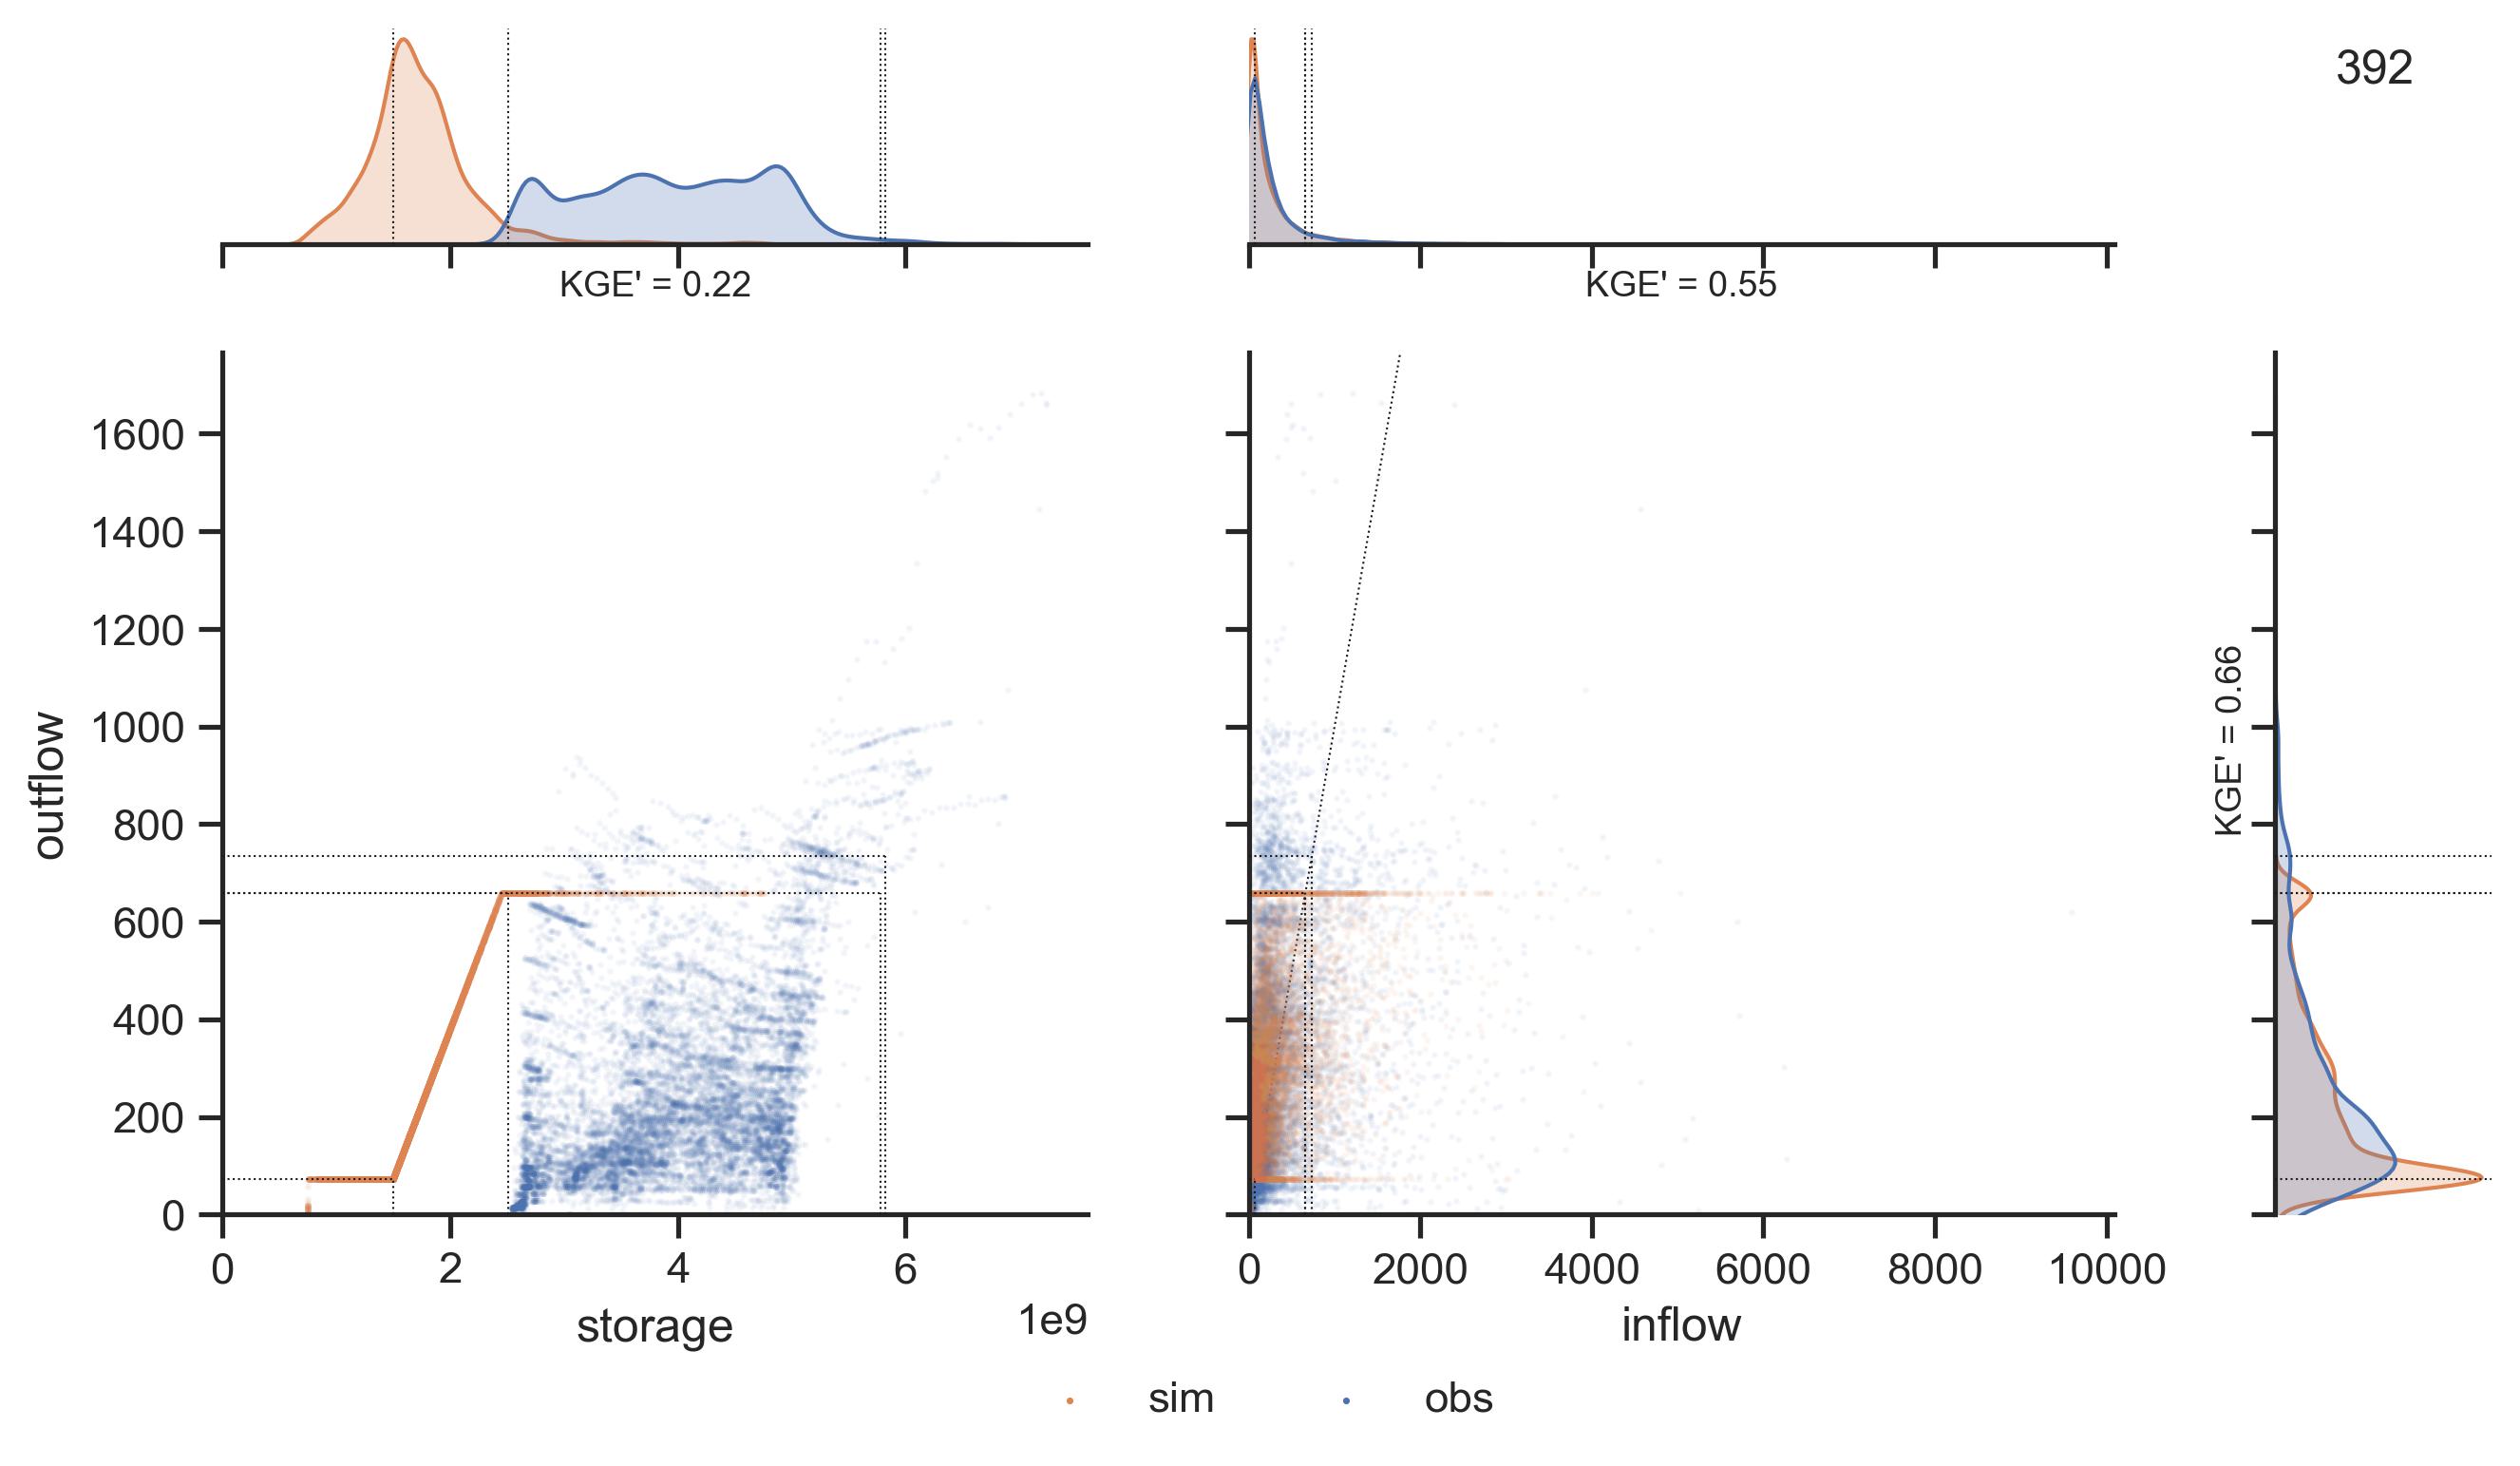 392
KGE' = 0.22
KGE' = 0.55
outflow
1600
1400
1200
1000
800
600
400
200
0
KGE' = 0.66
0 2 4 6
1e9
storage
0 2000 4000 6000 8000 10000
inflow
sim obs